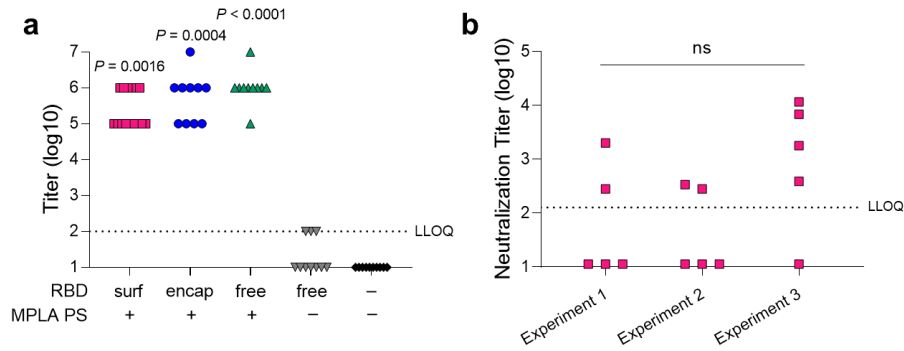 a
P < 0.0001
P = 0.0004
P = 0.0016
Titer (log10)
7
6
5
4
3
2
1
LLOQ
RBD surf encap free free –
MPLA PS + + + – –
b
ns
Neutralization Titer (log10)
5
4
3
2
1
LLOQ
Experiment 1
Experiment 2
Experiment 3